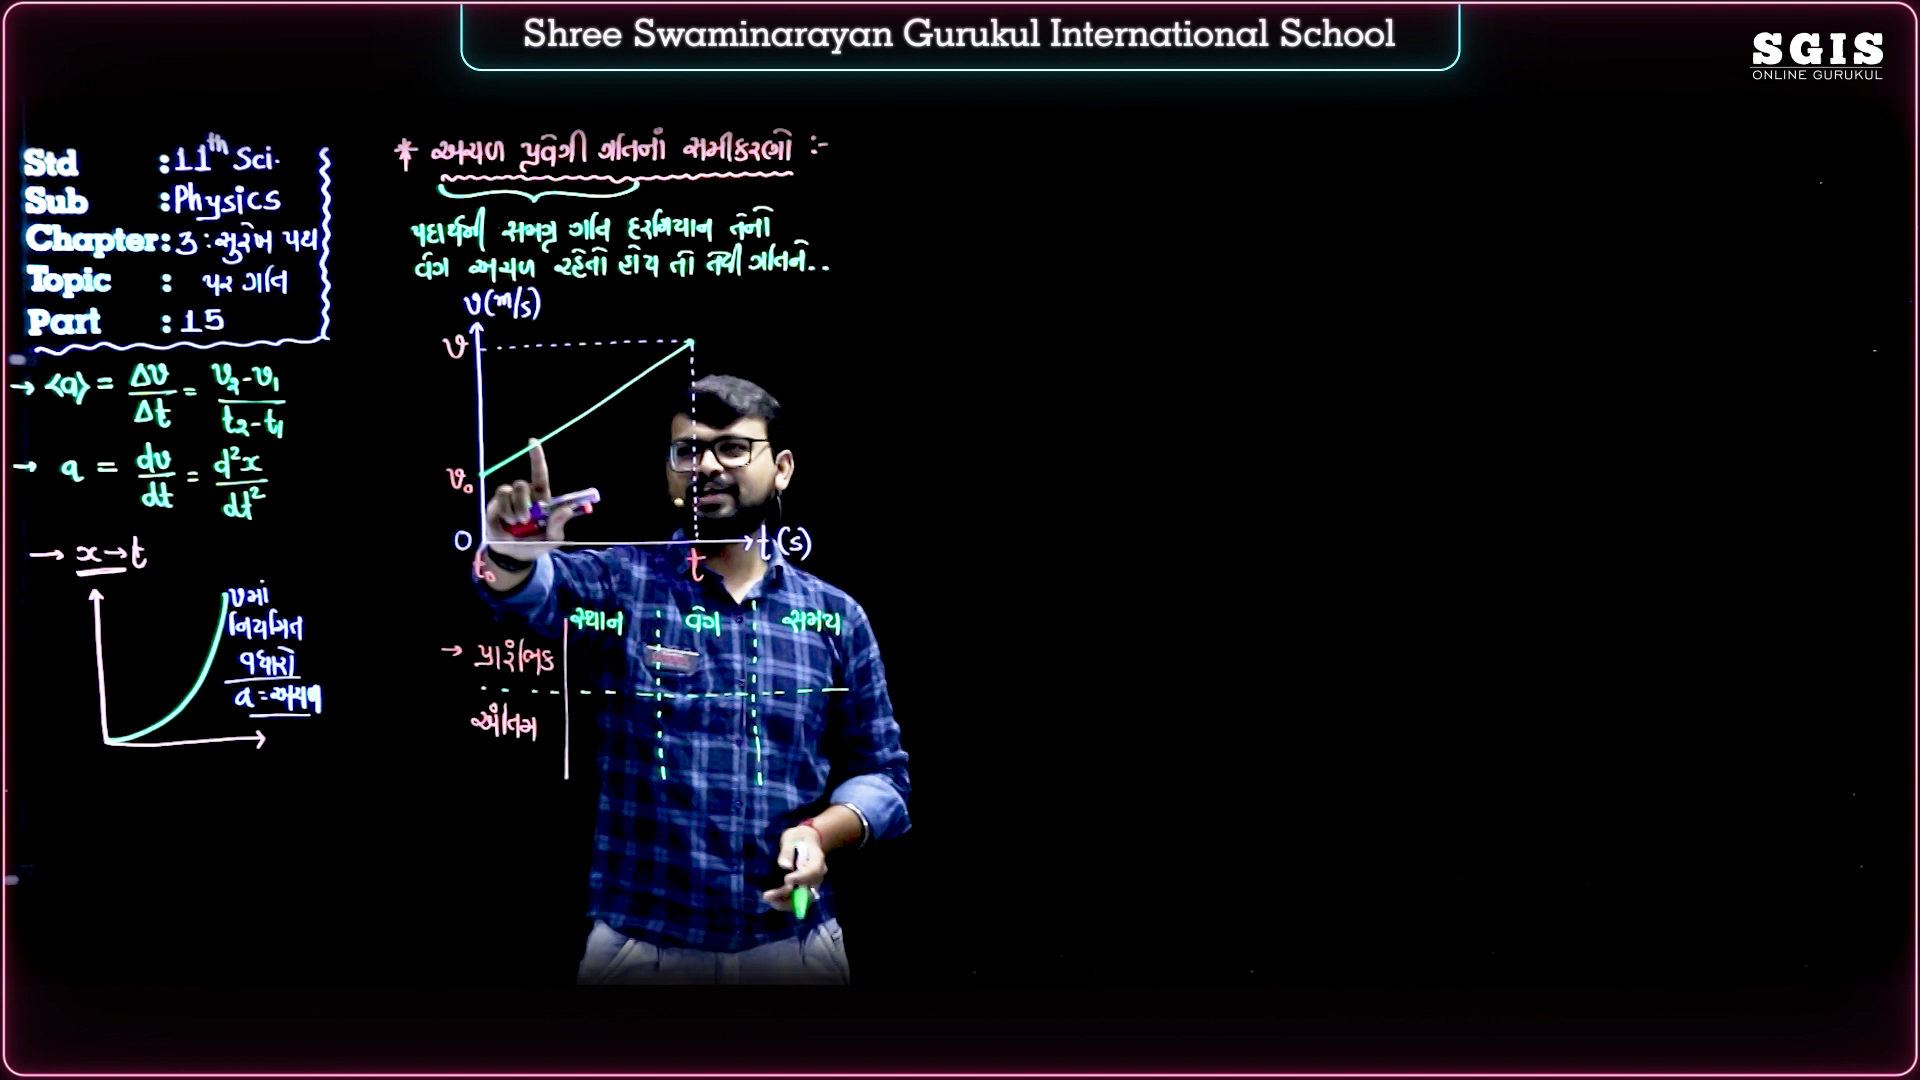 Shree Swaminarayan Gurukul International School
SGIS
ONLINE GURUKUL
Std : 11th Sci.
Sub : Physics
Chapter : 3 : સુરેખ પથ
Topic : પર ગતિ
Part : 15
→ <a> = Δv/Δt = v₂-v₁/t₂-t₁
→ a = dv/dt = d²x/dt²
→ x→t
v માં
નિયમિત
વધારો
a = અચળ
* અચળ પ્રવેગી ગતિનાં સમીકરણો :-
પદાર્થની સમગ્ર ગતિ દરમિયાન તેનો
વેગ અચળ રહેતો હોય તો તેવી ગતિને..
v(m/s)
v
v₀
0
t(s)
t₀
t
સ્થાન વેગ સમય
→ પ્રારંભિક
અંતિમ